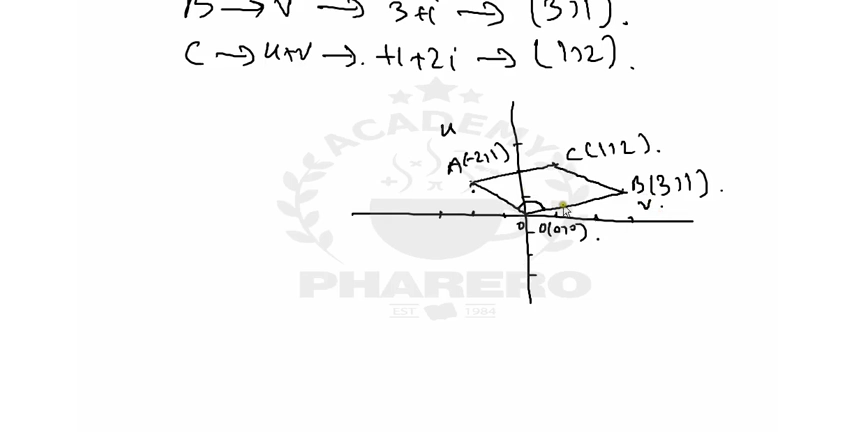 B → V → 3+i → (3,1).
C → u+v → . +1+2i → (1,2).
ACADEMY
u
A(-2,1)
C(1,2).
B(3,1).
v.
0 O(0,0).
PHARERO
EST 1984